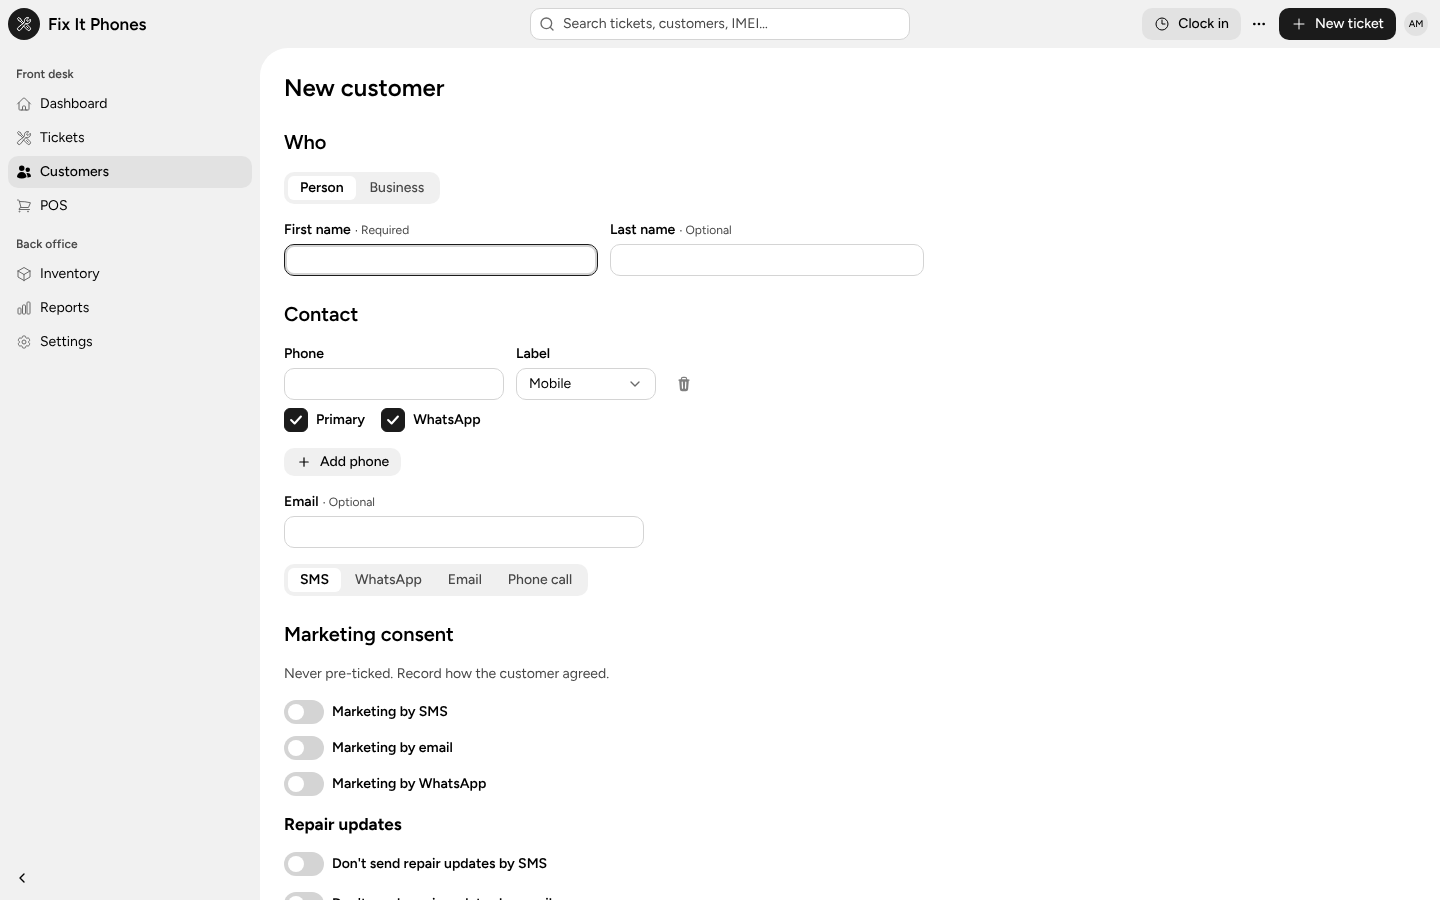 Fix It Phones
Search tickets, customers, IMEI...
Clock in
New ticket
AM
Front desk
Dashboard
Tickets
Customers
POS
Back office
Inventory
Reports
Settings
New customer
Who
Person Business
First name · Required Last name · Optional
Contact
Phone Label
Mobile
Primary WhatsApp
Add phone
Email · Optional
SMS WhatsApp Email Phone call
Marketing consent
Never pre-ticked. Record how the customer agreed.
Marketing by SMS
Marketing by email
Marketing by WhatsApp
Repair updates
Don't send repair updates by SMS